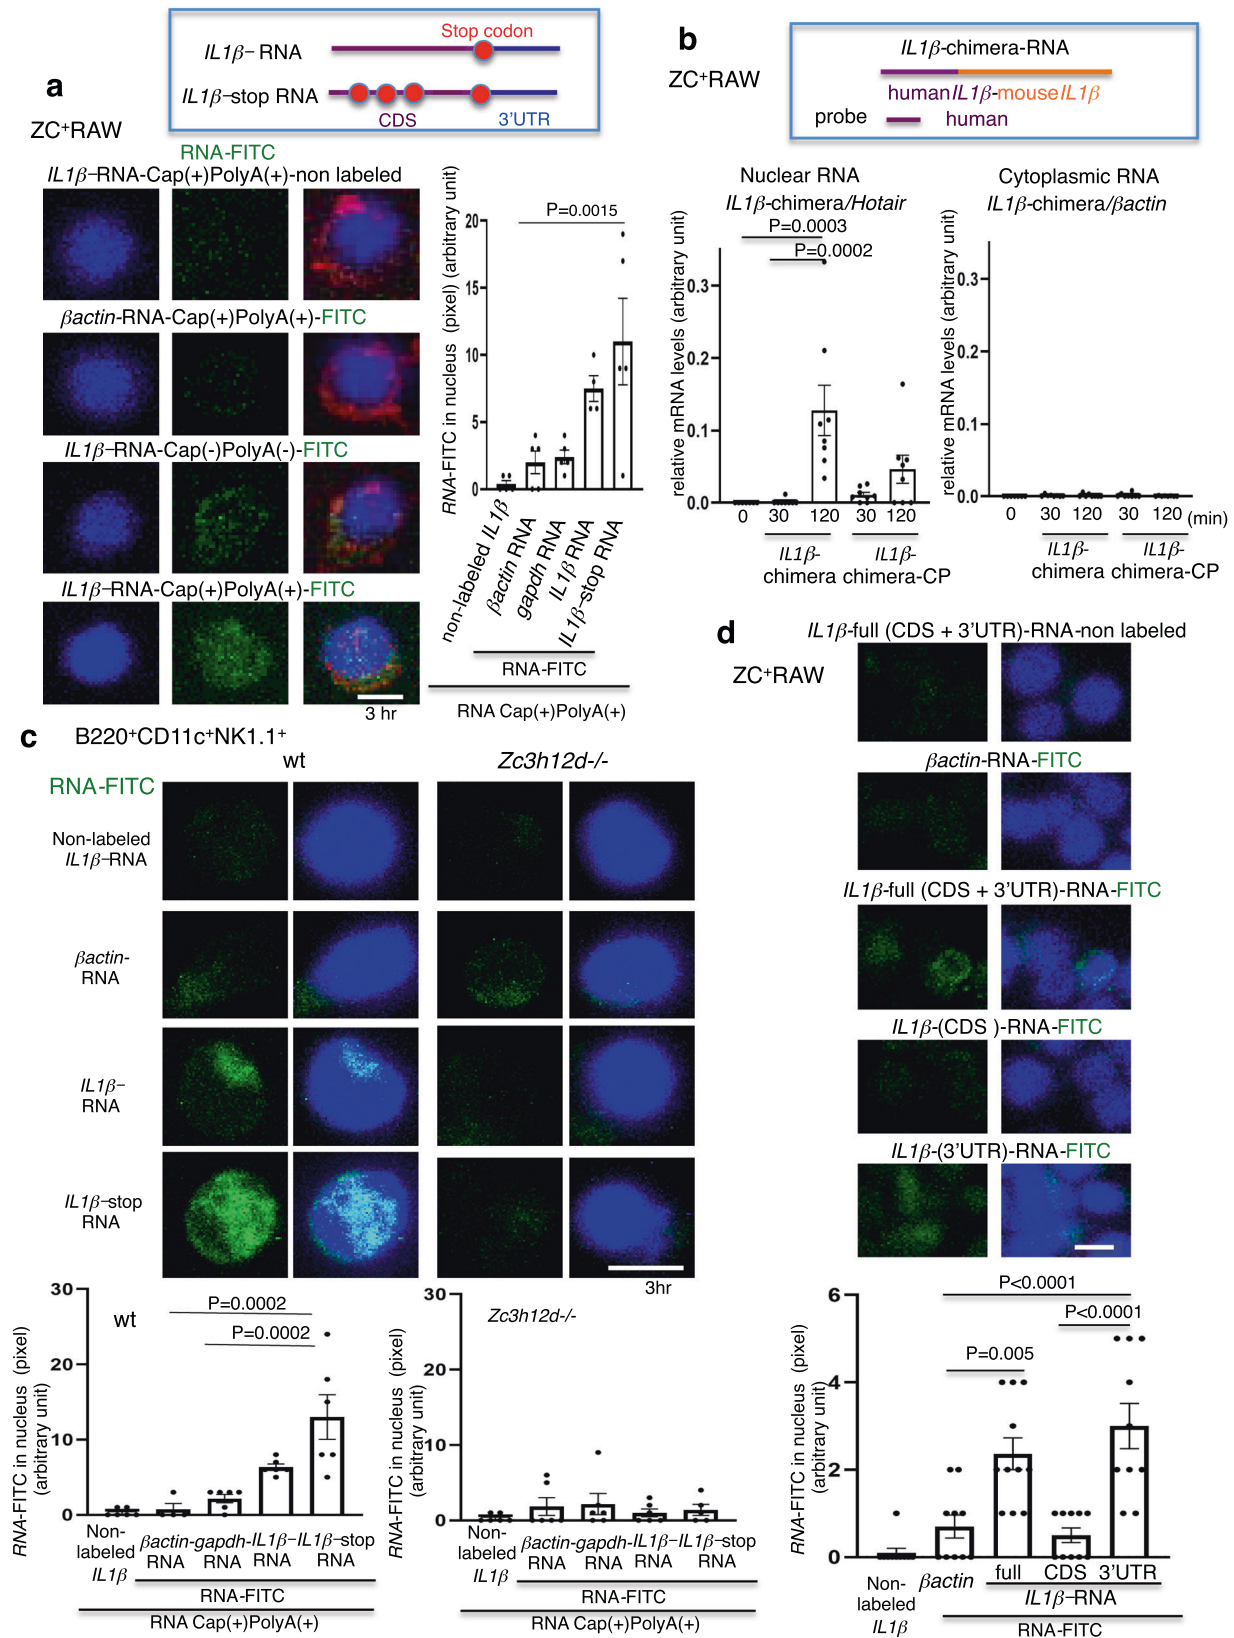 a
ZC⁺RAW
IL1β–RNA
Stop codon
IL1β–stop RNA
CDS
3'UTR
RNA-FITC
IL1β–RNA-Cap(+)PolyA(+)-non labeled
βactin-RNA-Cap(+)PolyA(+)-FITC
IL1β–RNA-Cap(-)PolyA(-)-FITC
IL1β–RNA-Cap(+)PolyA(+)-FITC
3 hr
RNA-FITC in nucleus (pixel) (arbitrary unit)
P=0.0015
20
15
10
5
0
non-labeled IL1β
βactin RNA
gapdh RNA
IL1β RNA
IL1β–stop RNA
RNA-FITC
RNA Cap(+)PolyA(+)
b
ZC⁺RAW
IL1β-chimera-RNA
humanIL1β-mouseIL1β
probe
human
Nuclear RNA
IL1β-chimera/Hotair
P=0.0003
P=0.0002
relative mRNA levels (arbitrary unit)
0.3
0.2
0.1
0.0
0 30 120 30 120
IL1β- IL1β-
chimera chimera-CP
Cytoplasmic RNA
IL1β-chimera/βactin
relative mRNA levels (arbitrary unit)
0.3
0.2
0.1
0.0
0 30 120 30 120 (min)
IL1β- IL1β-
chimera chimera-CP
c
B220⁺CD11c⁺NK1.1⁺
wt
Zc3h12d-/-
RNA-FITC
Non-labeled
IL1β–RNA
βactin-
RNA
IL1β–
RNA
IL1β–stop
RNA
3hr
RNA-FITC in nucleus (pixel)
(arbitrary unit)
30
20
10
0
wt
P=0.0002
P=0.0002
Non-
labeled
IL1β
βactin-gapdh-IL1β–IL1β–stop
RNA RNA RNA RNA
RNA-FITC
RNA Cap(+)PolyA(+)
RNA-FITC in nucleus (pixel)
(arbitrary unit)
30
20
10
0
Zc3h12d-/-
Non-
labeled
IL1β
βactin-gapdh-IL1β–IL1β–stop
RNA RNA RNA RNA
RNA-FITC
RNA Cap(+)PolyA(+)
d
ZC⁺RAW
IL1β-full (CDS + 3'UTR)-RNA-non labeled
βactin-RNA-FITC
IL1β-full (CDS + 3'UTR)-RNA-FITC
IL1β-(CDS )-RNA-FITC
IL1β-(3'UTR)-RNA-FITC
RNA-FITC in nucleus (pixel)
(arbitrary unit)
P<0.0001
P<0.0001
P=0.005
6
4
2
0
Non-
labeled
IL1β
βactin
full CDS 3'UTR
IL1β–RNA
RNA-FITC